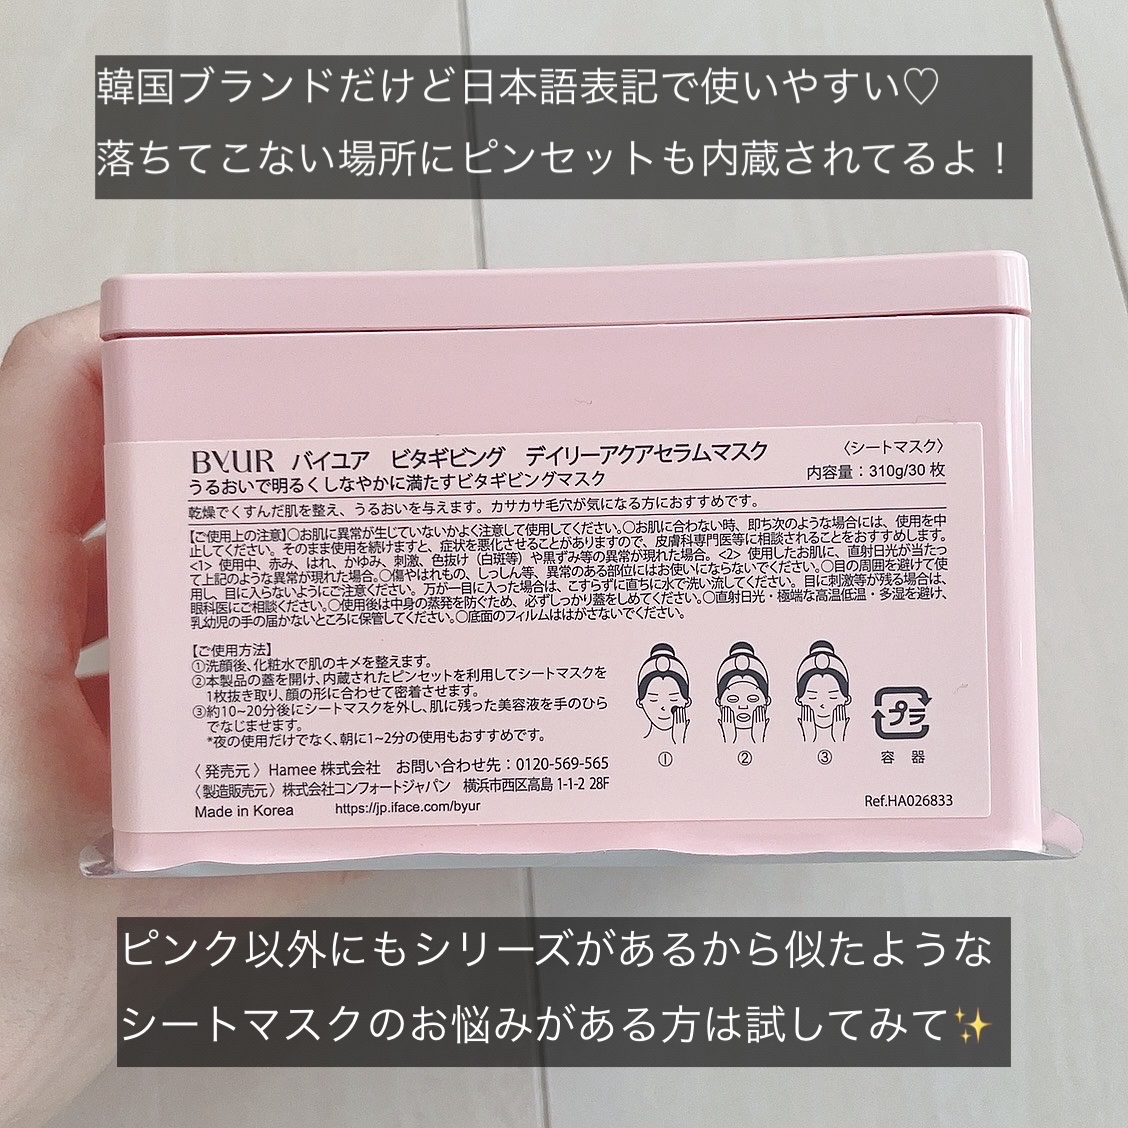 韓国ブランドだけど日本語表記で使いやすい♡
落ちてこない場所にピンセットも内蔵されてるよ！
BYUR バイユア ビタギビング デイリーアクアセラムマスク
〈シートマスク〉
うるおいで明るくしなやかに満たすビタギビングマスク
内容量：310g/30 枚
乾燥でくすんだ肌を整え、うるおいを与えます。カサカサ毛穴が気になる方におすすめです。
【ご使用上の注意】○お肌に異常が生じていないかよく注意して使用してください。○お肌に合わない時、即ち次のような場合には、使用を中
止してください。そのまま使用を続けますと、症状を悪化させることがありますので、皮膚科専門医等に相談されることをおすすめします。
<1> 使用中、赤み、はれ、かゆみ、刺激、色抜け（白斑等）や黒ずみ等の異常が現れた場合。<2> 使用したお肌に、直射日光が当たっ
て上記のような異常が現れた場合。○傷やはれもの、しっしん等、異常のある部位にはお使いにならないでください。○目の周囲を避けて使
用し、目に入らないようにご注意ください。万が一目に入った場合は、こすらずに直ちに水で洗い流してください。目に刺激等が残る場合は、
眼科医にご相談ください。○使用後は中身の蒸発を防ぐため、必ずしっかり蓋をしめてください。○直射日光・極端な高温低温・多湿を避け、
乳幼児の手の届かないところに保管してください。○底面のフィルムははがさないでください。
【ご使用方法】
①洗顔後、化粧水で肌のキメを整えます。
②本製品の蓋を開け、内蔵されたピンセットを利用してシートマスクを
1枚抜き取り、顔の形に合わせて密着させます。
③約10~20分後にシートマスクを外し、肌に残った美容液を手のひら
でなじませます。
*夜の使用だけでなく、朝に1~2分の使用もおすすめです。
① ② ③
プラ
容 器
〈 発売元 〉Hamee 株式会社 お問い合わせ先：0120-569-565
〈 製造販売元 〉株式会社コンフォートジャパン 横浜市西区高島 1-1-2 28F
Made in Korea https://jp.iface.com/byur
Ref.HA026833
ピンク以外にもシリーズがあるから似たような
シートマスクのお悩みがある方は試してみて✨